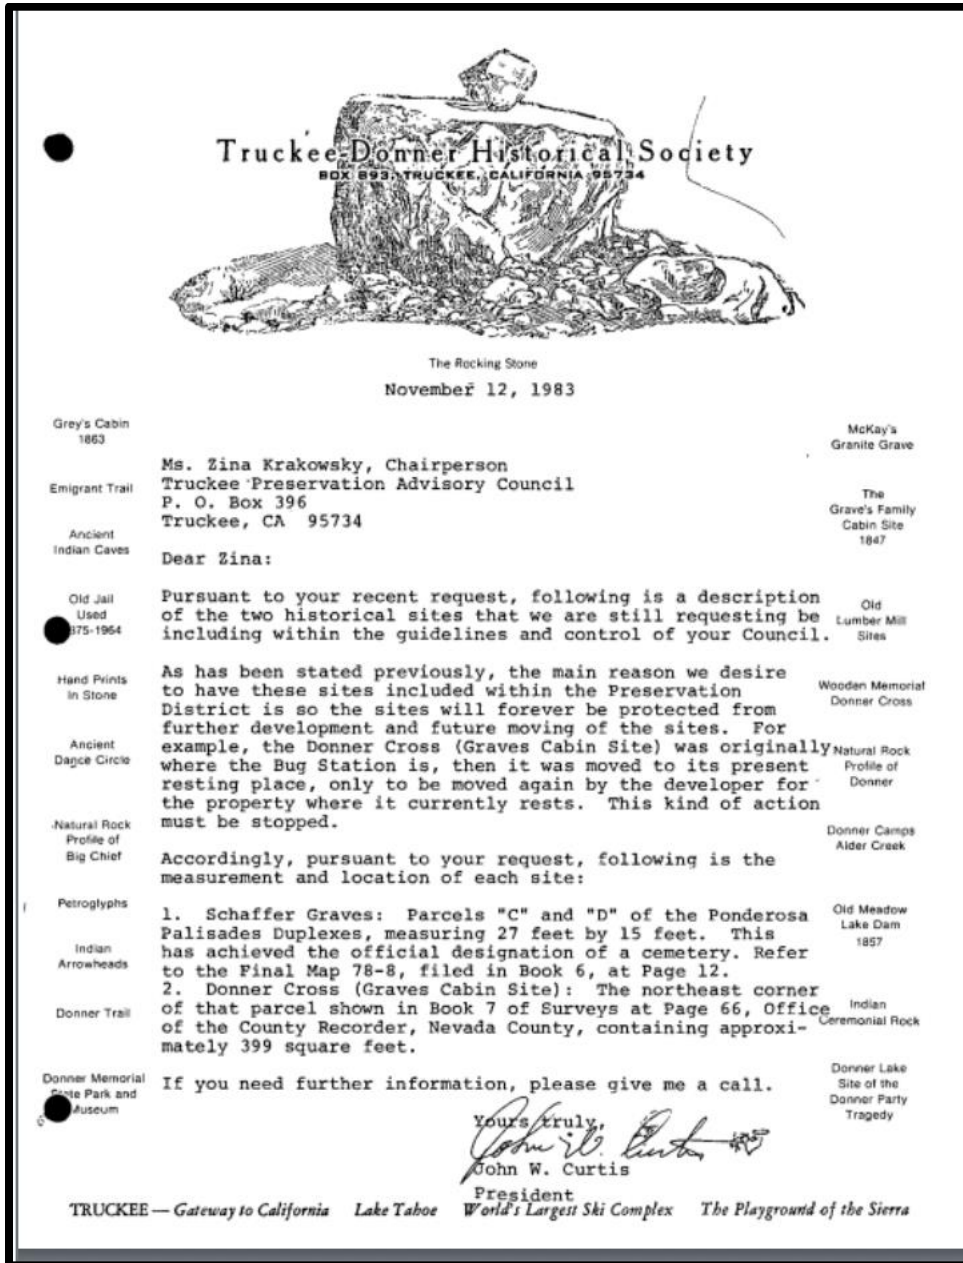 Truckee-Donner Historical Society
BOX 893, TRUCKEE, CALIFORNIA 95734
The Rocking Stone
November 12, 1983
Grey's Cabin
1863
Emigrant Trail
Ancient
Indian Caves
Old Jail
Used
875-1964
Hand Prints
In Stone
Ancient
Dance Circle
Natural Rock
Profile of
Big Chief
Petroglyphs
Indian
Arrowheads
Donner Trail
Donner Memorial
State Park and
Museum
Ms. Zina Krakowsky, Chairperson
Truckee Preservation Advisory Council
P. O. Box 396
Truckee, CA 95734
Dear Zina:
Pursuant to your recent request, following is a description
of the two historical sites that we are still requesting be
including within the guidelines and control of your Council.
As has been stated previously, the main reason we desire
to have these sites included within the Preservation
District is so the sites will forever be protected from
further development and future moving of the sites. For
example, the Donner Cross (Graves Cabin Site) was originally
where the Bug Station is, then it was moved to its present
resting place, only to be moved again by the developer for
the property where it currently rests. This kind of action
must be stopped.
Accordingly, pursuant to your request, following is the
measurement and location of each site:
1. Schaffer Graves: Parcels "C" and "D" of the Ponderosa
Palisades Duplexes, measuring 27 feet by 15 feet. This
has achieved the official designation of a cemetery. Refer
to the Final Map 78-8, filed in Book 6, at Page 12.
2. Donner Cross (Graves Cabin Site): The northeast corner
of that parcel shown in Book 7 of Surveys at Page 66, Office
of the County Recorder, Nevada County, containing approxi-
mately 399 square feet.
If you need further information, please give me a call.
Yours truly,
John W. Curtis
John W. Curtis
President
McKay's
Granite Grave
The
Grave's Family
Cabin Site
1847
Old
Lumber Mill
Sites
Wooden Memorial
Donner Cross
Natural Rock
Profile of
Donner
Donner Camps
Alder Creek
Old Meadow
Lake Dam
1857
Indian
Ceremonial Rock
Donner Lake
Site of the
Donner Party
Tragedy
TRUCKEE — Gateway to California Lake Tahoe World's Largest Ski Complex The Playground of the Sierra